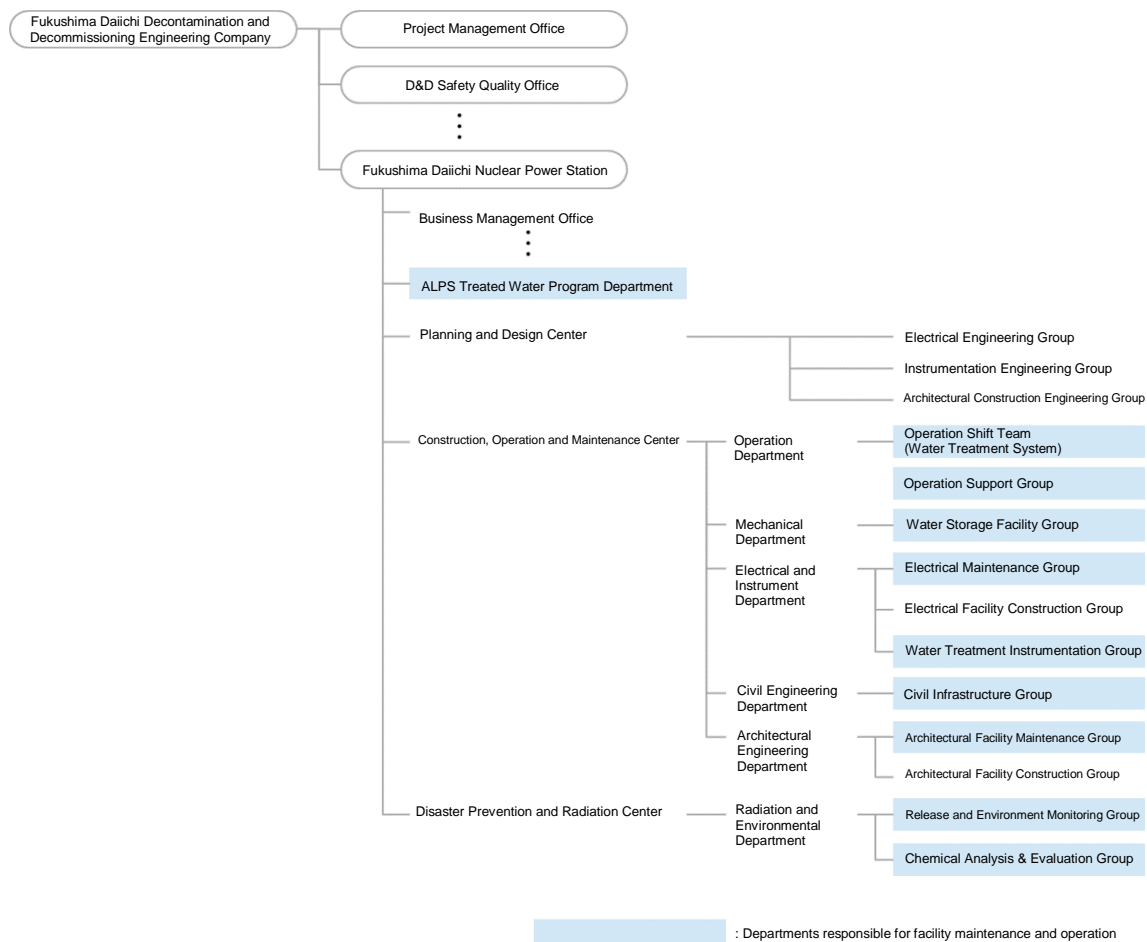 Fukushima Daiichi Decontamination and
Decommissioning Engineering Company
Project Management Office
D&D Safety Quality Office
Fukushima Daiichi Nuclear Power Station
Business Management Office
ALPS Treated Water Program Department
Planning and Design Center
Electrical Engineering Group
Instrumentation Engineering Group
Architectural Construction Engineering Group
Construction, Operation and Maintenance Center
Operation
Department
Operation Shift Team
(Water Treatment System)
Operation Support Group
Mechanical
Department
Water Storage Facility Group
Electrical and
Instrument
Department
Electrical Maintenance Group
Electrical Facility Construction Group
Water Treatment Instrumentation Group
Civil Engineering
Department
Civil Infrastructure Group
Architectural
Engineering
Department
Architectural Facility Maintenance Group
Architectural Facility Construction Group
Disaster Prevention and Radiation Center
Radiation and
Environmental
Department
Release and Environment Monitoring Group
Chemical Analysis & Evaluation Group
: Departments responsible for facility maintenance and operation